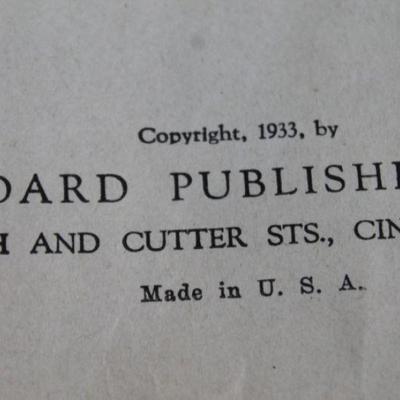 Copyright, 1933, by
DARD PUBLISHI
H AND CUTTER STS., CIN
Made in U. S. A.